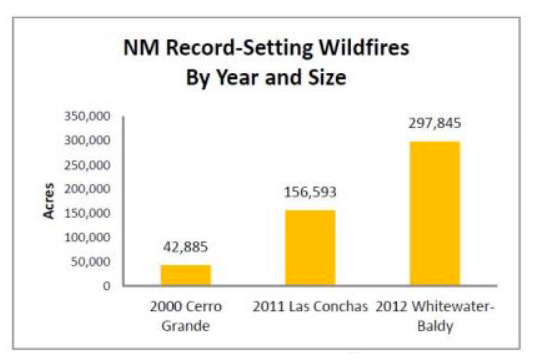 NM Record-Setting Wildfires
By Year and Size
350,000
300,000
250,000
200,000
150,000
100,000
50,000
0
Acres
42,885
156,593
297,845
2000 Cerro
Grande
2011 Las Conchas
2012 Whitewater-
Baldy